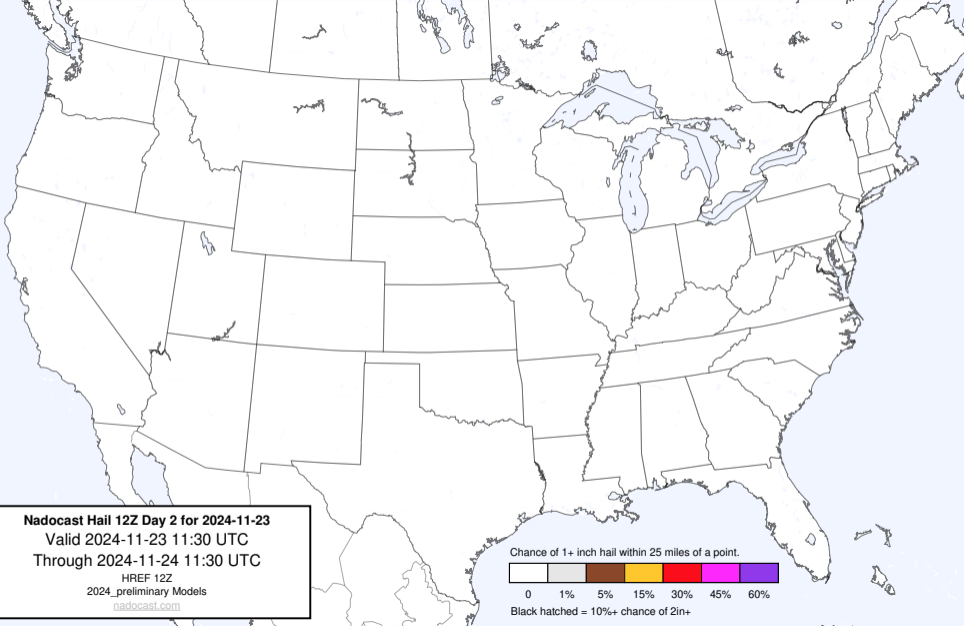 Nadocast Hail 12Z Day 2 for 2024-11-23
Valid 2024-11-23 11:30 UTC
Through 2024-11-24 11:30 UTC
HREF 12Z
2024_preliminary Models
nadocast.com
Chance of 1+ inch hail within 25 miles of a point.
0 1% 5% 15% 30% 45% 60%
Black hatched = 10%+ chance of 2in+